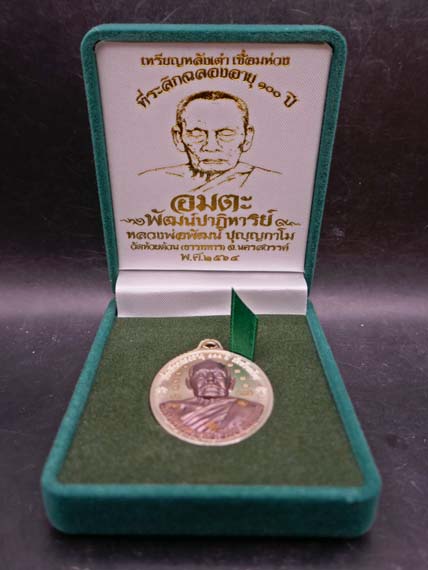 เหรียญหลังเต่า เชื่อมห่วง
ที่ระลึกฉลองอายุ ๑๐๐ ปี
อมตะ
พัฒน์ปาฏิหารย์
หลวงพ่อพัฒน์ ปุญฺญกาโม
วัดห้วยด้วน (ธารทหาร) จ.นครสวรรค์
พ.ศ.๒๕๖๔